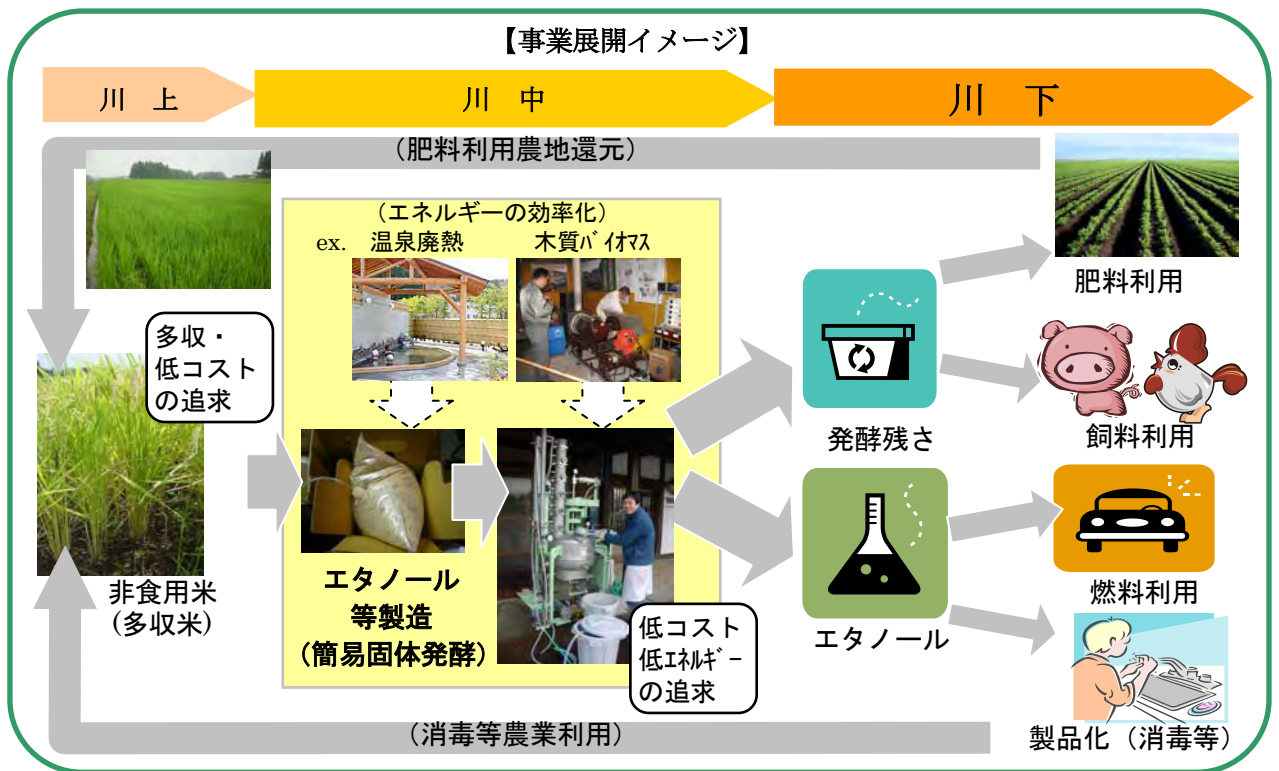 【事業展開イメージ】
川 上
川 中
川 下
(肥料利用農地還元)
(エネルギーの効率化)
ex. 温泉廃熱
木質ﾊﾞｲｵﾏｽ
多収・
低コスト
の追求
非食用米
(多収米)
エタノール
等製造
(簡易固体発酵)
低コスト
低ｴﾈﾙｷﾞｰ
の追求
発酵残さ
エタノール
肥料利用
飼料利用
燃料利用
製品化（消毒等）
(消毒等農業利用)